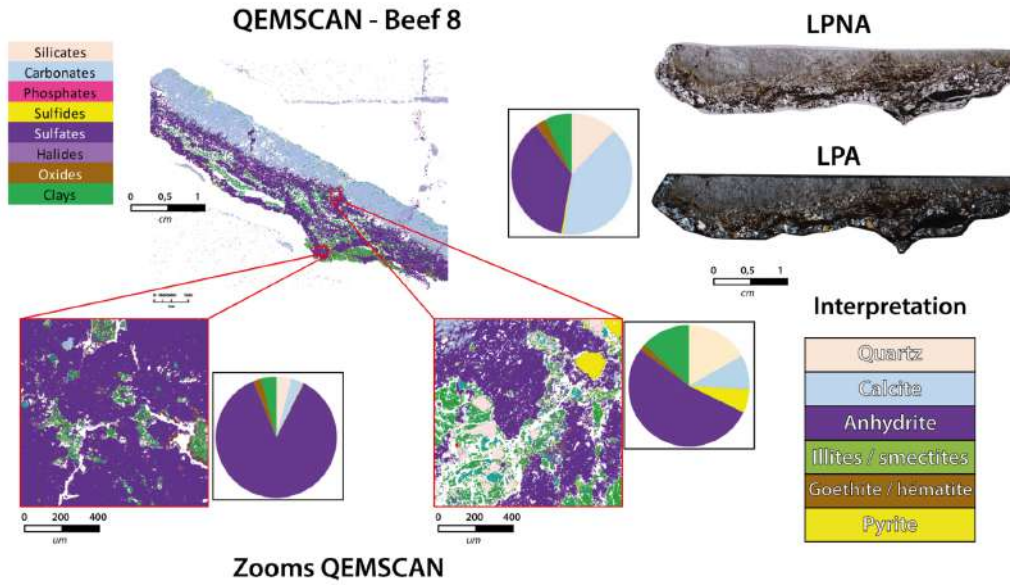 QEMSCAN - Beef 8
LPNA
Silicates
Carbonates
Phosphates
Sulfides
Sulfates
Halides
Oxides
Clays
0 0,5 1
cm
LPA
0 0,5 1
cm
Interpretation
Quartz
Calcite
Anhydrite
Illites / smectites
Goethite / hématite
Pyrite
0 200 400
um
0 200 400
um
Zooms QEMSCAN